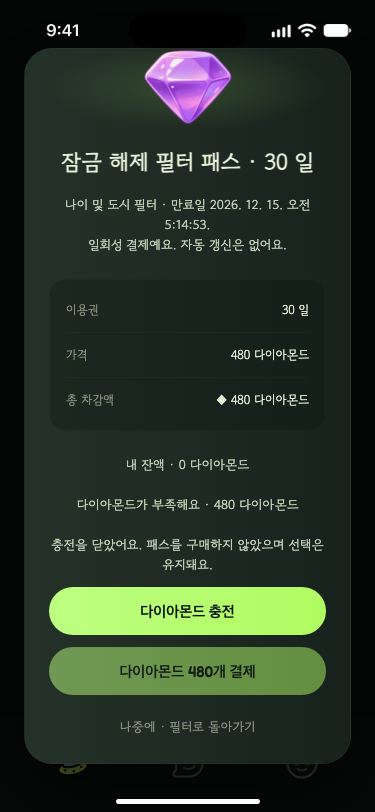 9:41
잠금 해제 필터 패스 · 30 일
나이 및 도시 필터 · 만료일 2026. 12. 15. 오전
5:14:53.
일회성 결제예요. 자동 갱신은 없어요.
이용권
30 일
가격
480 다이아몬드
총 차감액
◆ 480 다이아몬드
내 잔액 · 0 다이아몬드
다이아몬드가 부족해요 · 480 다이아몬드
충전을 닫았어요. 패스를 구매하지 않았으며 선택은
유지돼요.
다이아몬드 충전
다이아몬드 480개 결제
나중에 · 필터로 돌아가기